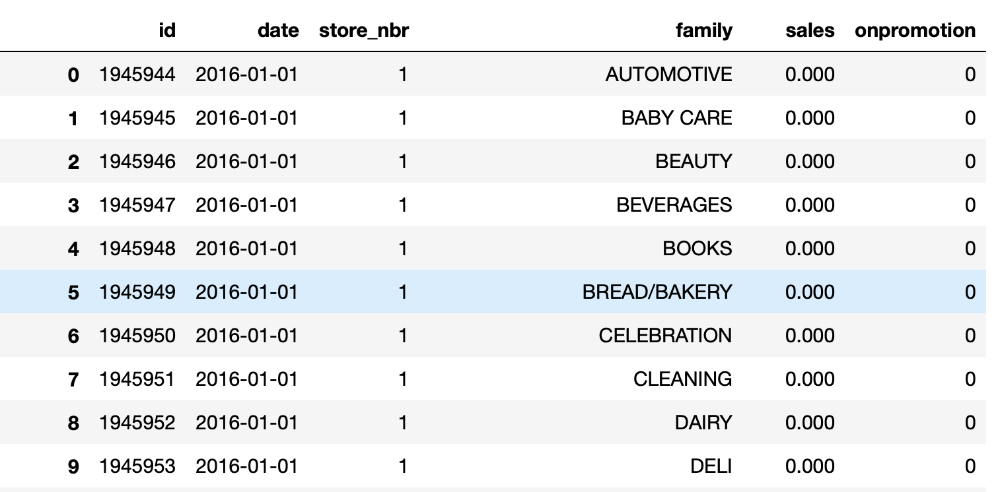 id date store_nbr family sales onpromotion
0 1945944 2016-01-01 1 AUTOMOTIVE 0.000 0
1 1945945 2016-01-01 1 BABY CARE 0.000 0
2 1945946 2016-01-01 1 BEAUTY 0.000 0
3 1945947 2016-01-01 1 BEVERAGES 0.000 0
4 1945948 2016-01-01 1 BOOKS 0.000 0
5 1945949 2016-01-01 1 BREAD/BAKERY 0.000 0
6 1945950 2016-01-01 1 CELEBRATION 0.000 0
7 1945951 2016-01-01 1 CLEANING 0.000 0
8 1945952 2016-01-01 1 DAIRY 0.000 0
9 1945953 2016-01-01 1 DELI 0.000 0